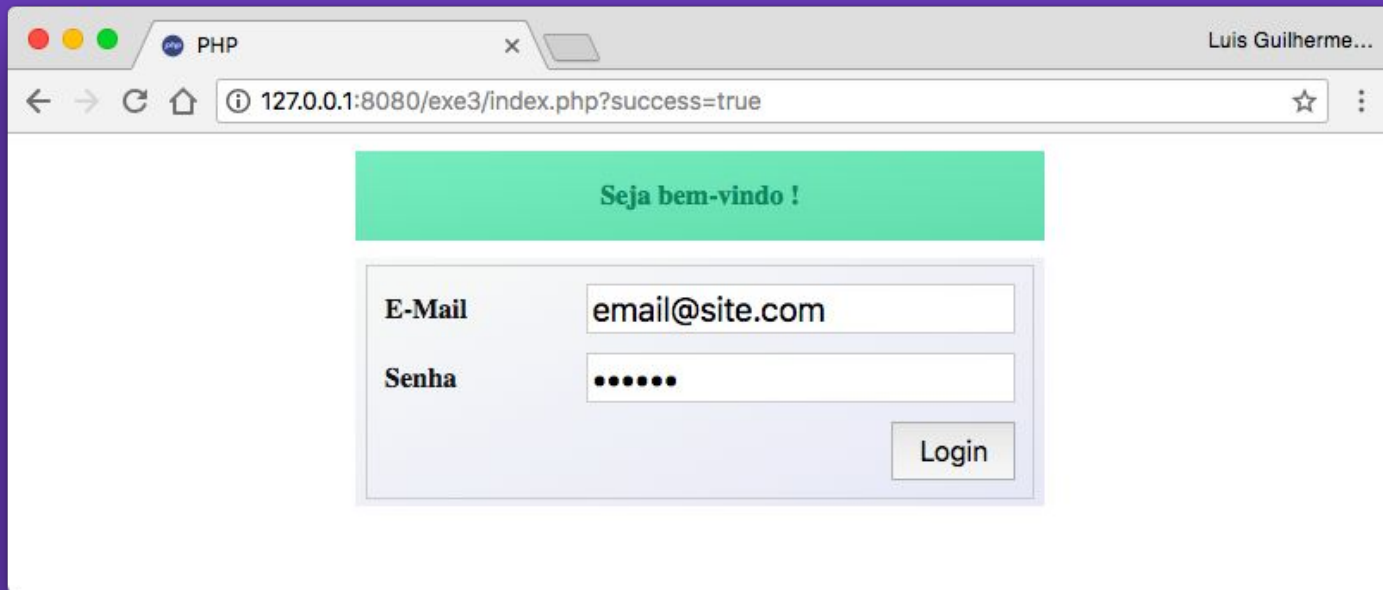 PHP
Luis Guilherme...
127.0.0.1:8080/exe3/index.php?success=true
Seja bem-vindo !
E-Mail email@site.com
Senha ••••••
Login